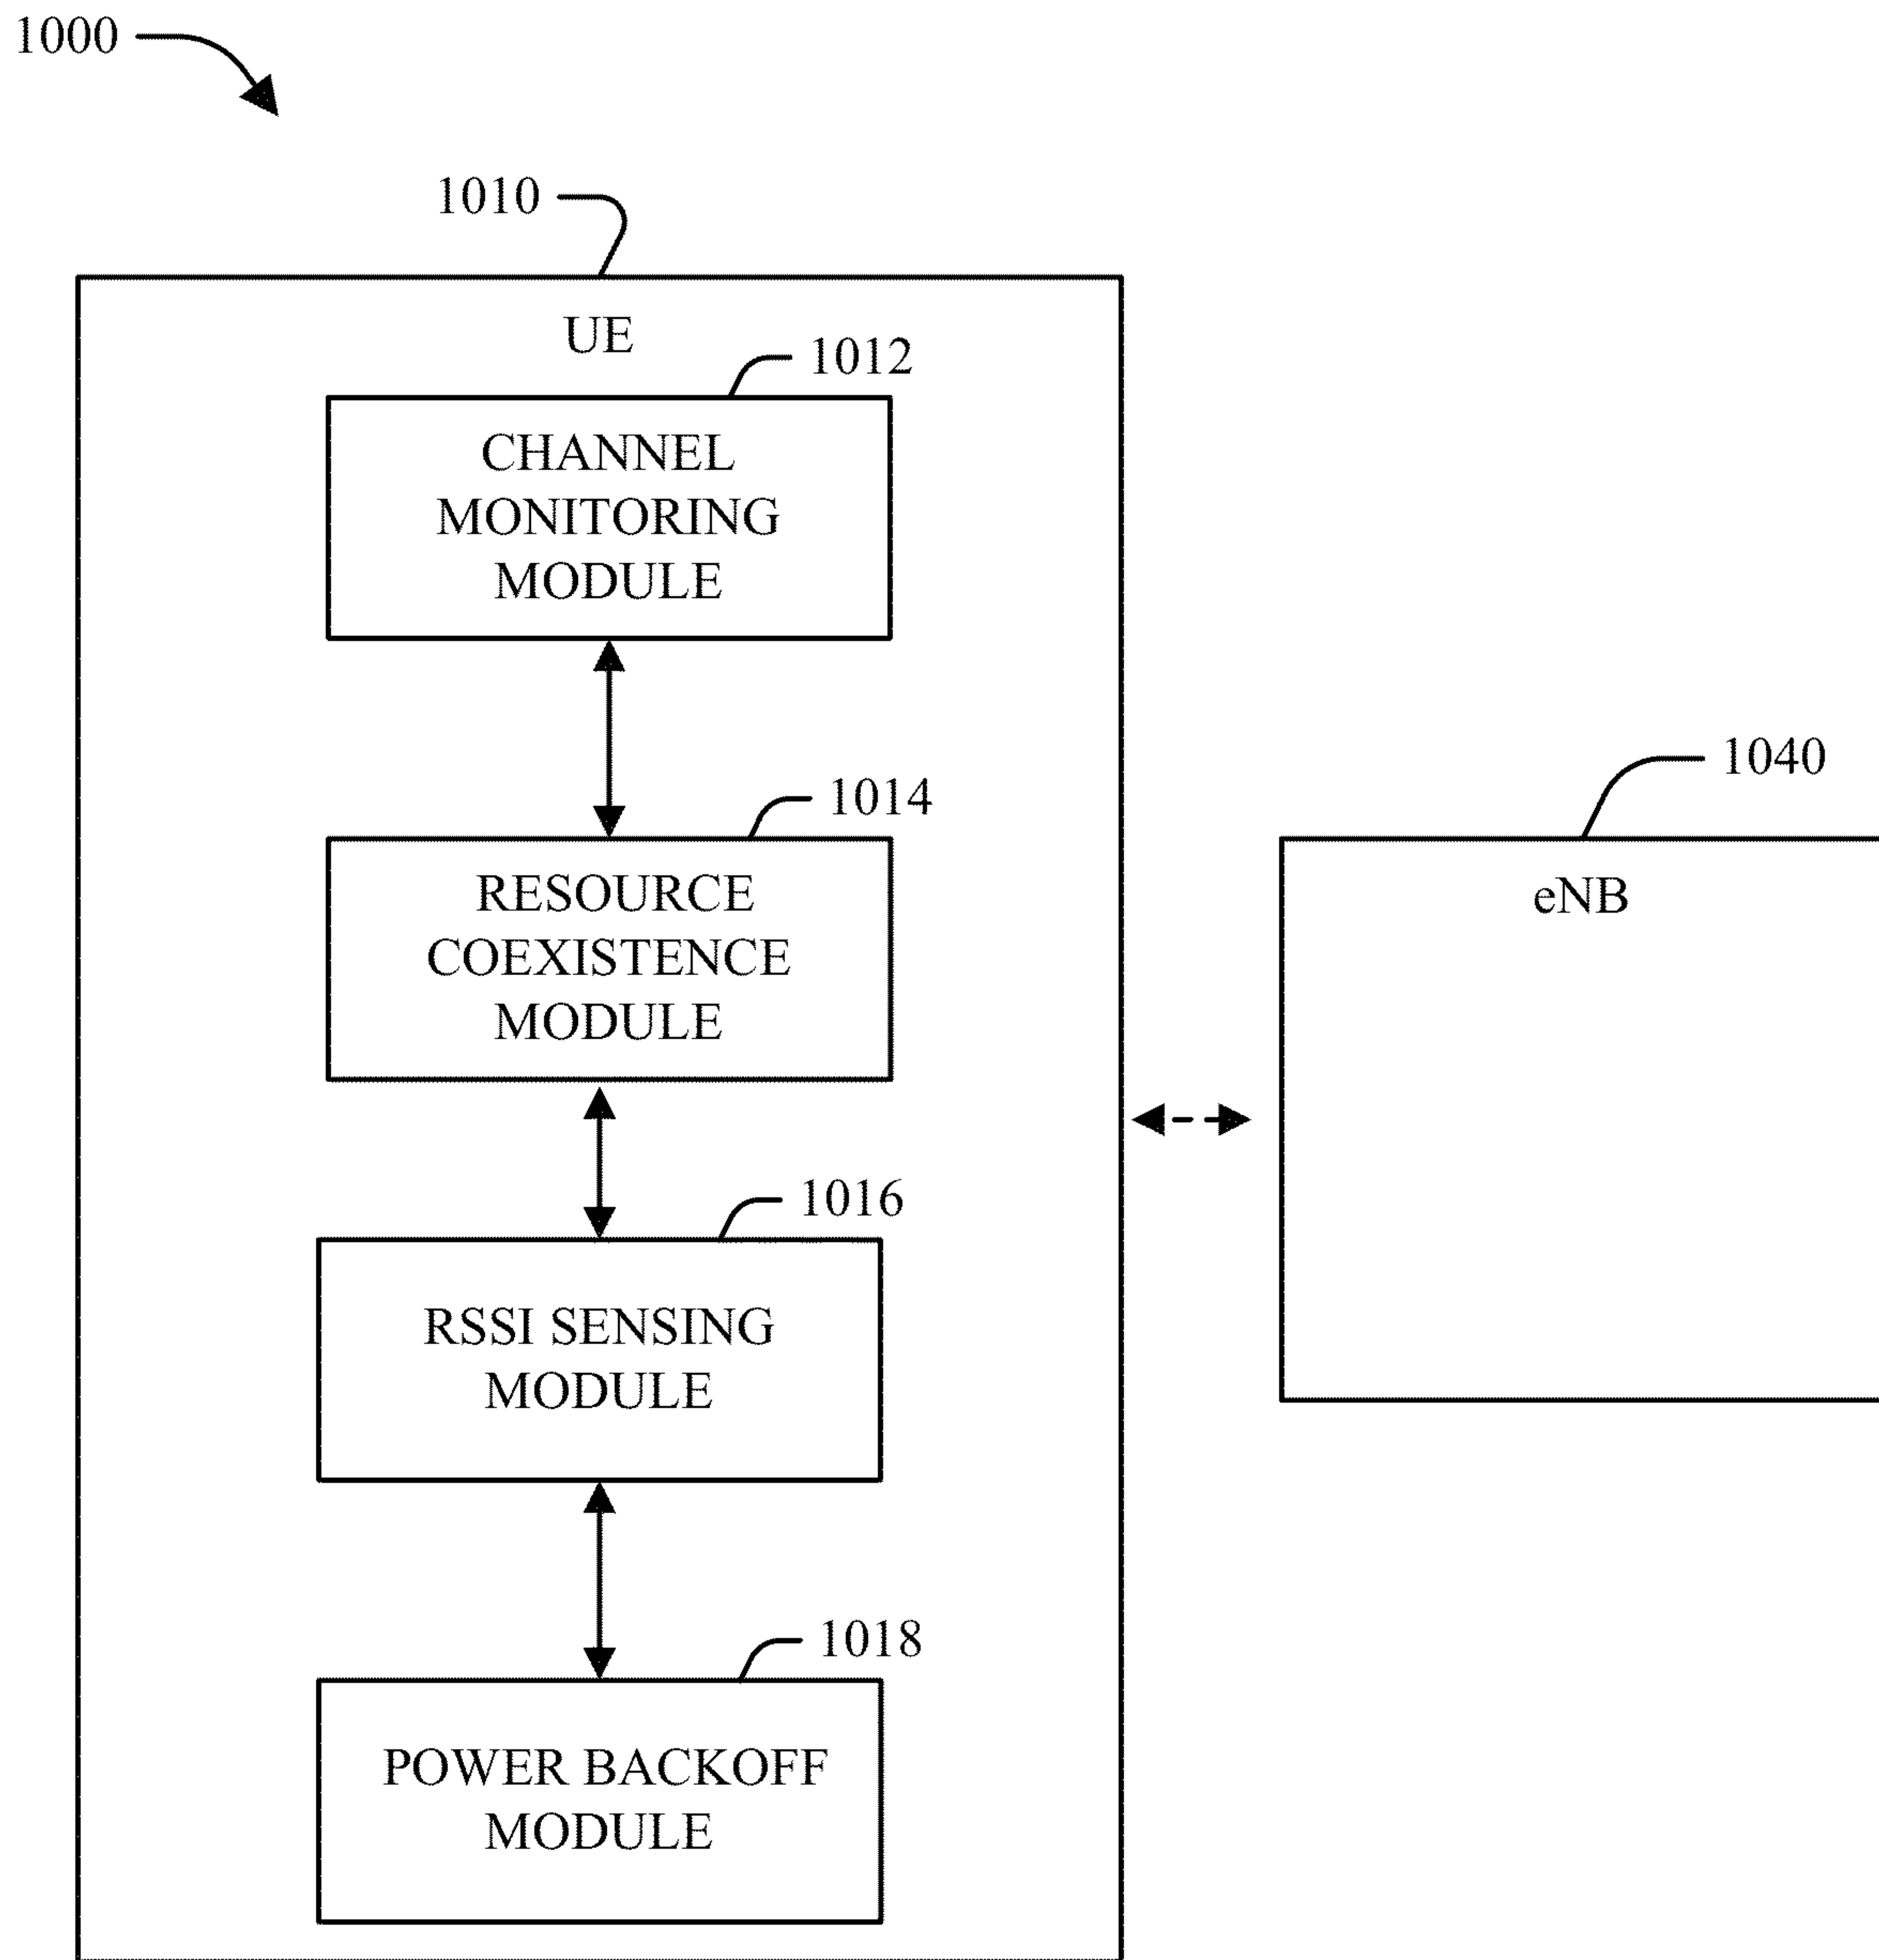 1000
1010
UE
1012
CHANNEL
MONITORING
MODULE
1014
RESOURCE
COEXISTENCE
MODULE
1016
RSSI SENSING
MODULE
1018
POWER BACKOFF
MODULE
1040
eNB